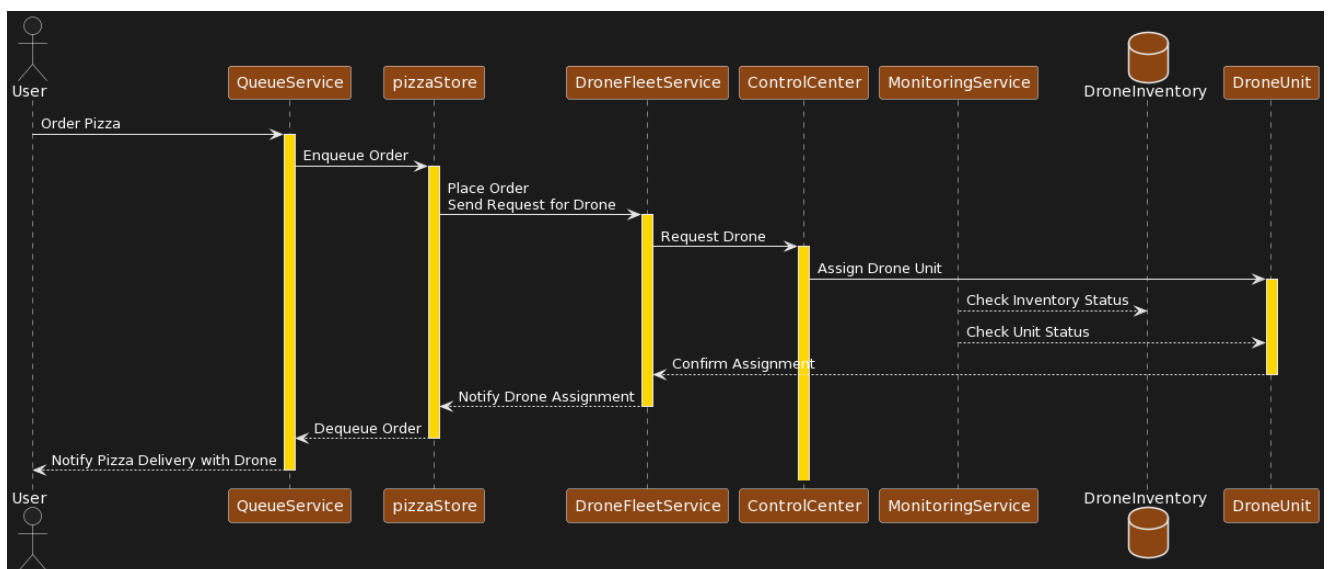 User
QueueService
pizzaStore
DroneFleetService
ControlCenter
MonitoringService
DroneInventory
DroneUnit
Order Pizza
Enqueue Order
Place Order
Send Request for Drone
Request Drone
Assign Drone Unit
Check Inventory Status
Check Unit Status
Confirm Assignment
Notify Drone Assignment
Dequeue Order
Notify Pizza Delivery with Drone
User
QueueService
pizzaStore
DroneFleetService
ControlCenter
MonitoringService
DroneInventory
DroneUnit